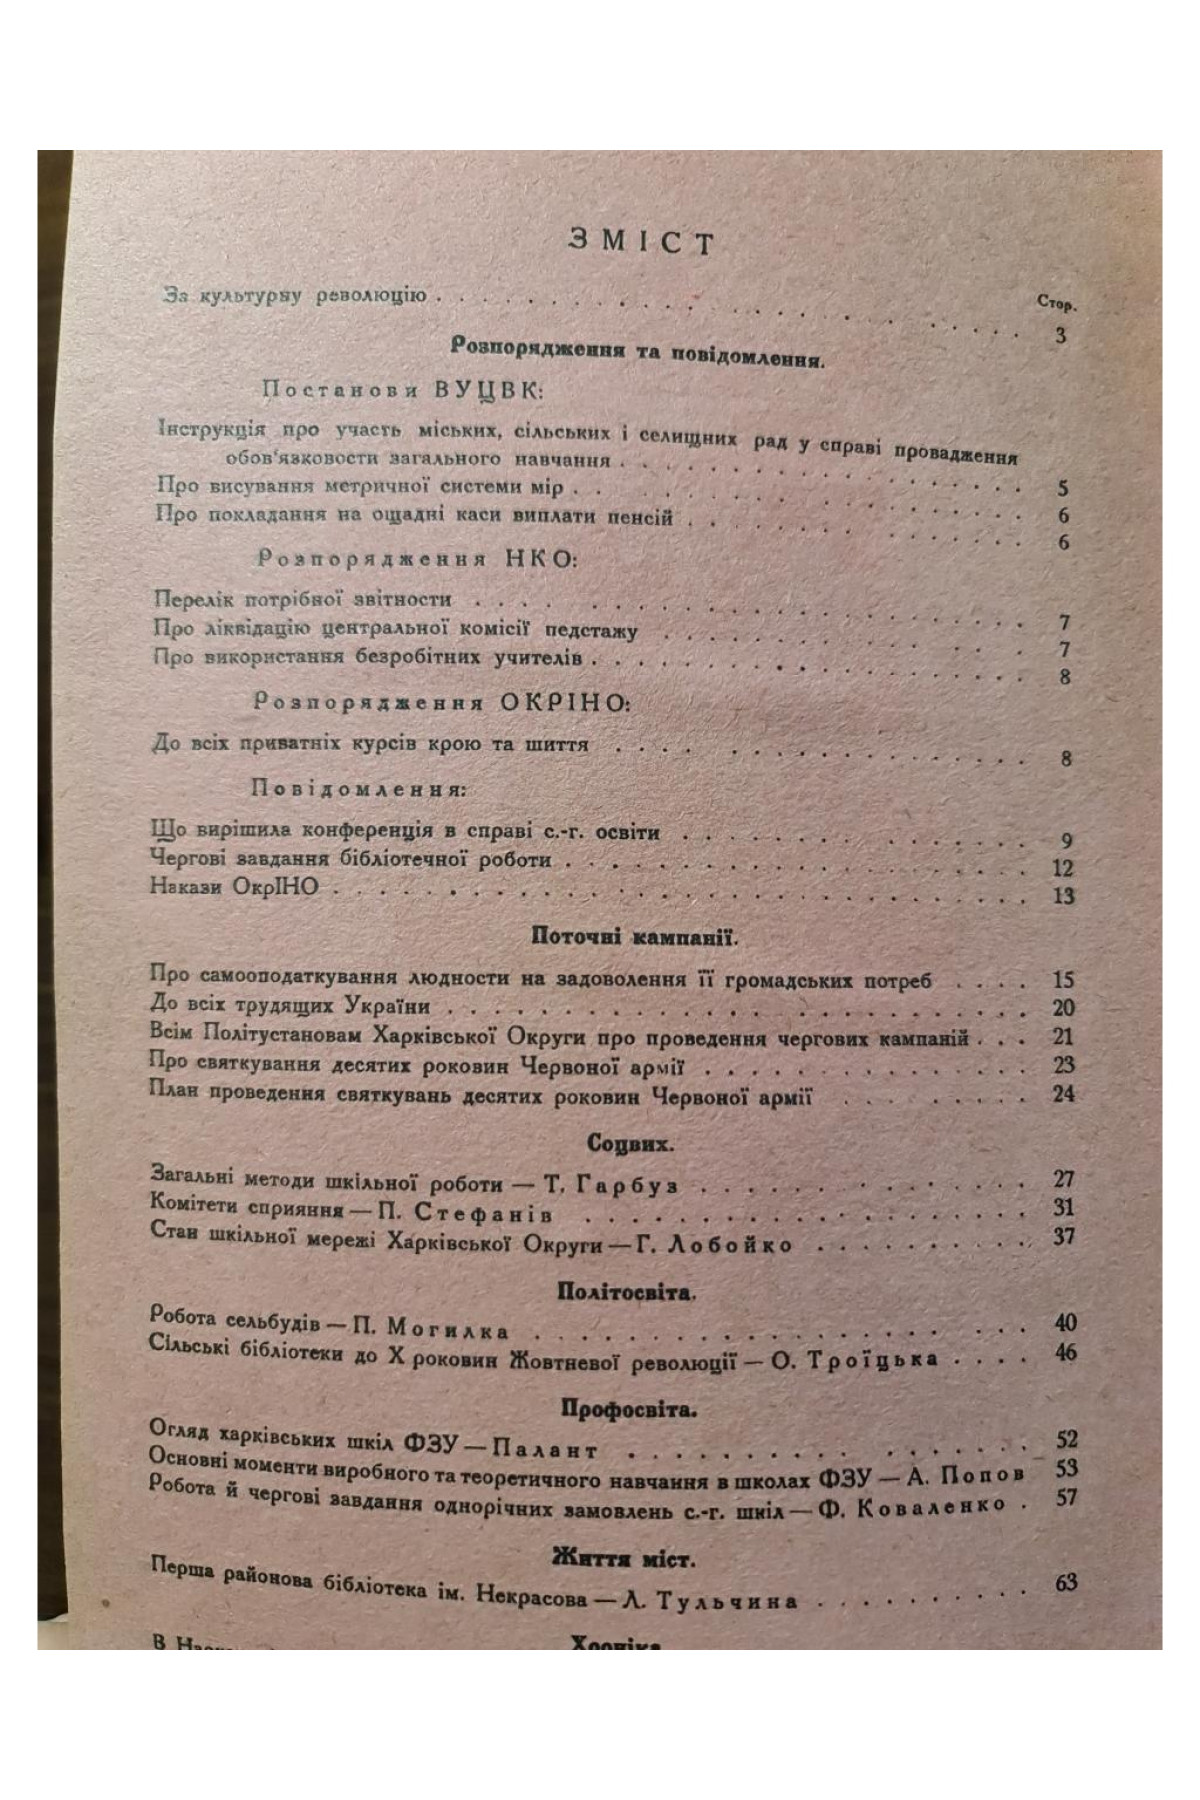 ЗМІСТ
Стор.
За культурну революцію . . . . . . . . . . . . . . . . . . . . 3
Розпорядження та повідомлення.
Постанови ВУЦВК:
Інструкція про участь міських, сільських і селищних рад у справі провадження
обов'язковости загального навчання . . . . . . . . . . . . . . . . 5
Про висування метричної системи мір . . . . . . . . . . . . . . . . 6
Про покладання на ощадні каси виплати пенсій . . . . . . . . . . . . 6
Розпорядження НКО:
Перелік потрібної звітности . . . . . . . . . . . . . . . . . . . . 7
Про ліквідацію центральної комісії педстажу . . . . . . . . . . . . 7
Про використання безробітних учителів . . . . . . . . . . . . . . . 8
Розпорядження ОКРІНО:
До всіх приватніх курсів крою та шиття . . . . . . . . . . . . . . . 8
Повідомлення:
Що вирішила конференція в справі с.-г. освіти . . . . . . . . . . . 9
Чергові завдання бібліотечної роботи . . . . . . . . . . . . . . . . 12
Накази ОкрІНО . . . . . . . . . . . . . . . . . . . . . . . . 13
Поточні кампанії.
Про самооподаткування людности на задоволення її громадських потреб . . . . 15
До всіх трудящих України . . . . . . . . . . . . . . . . . . . . . 20
Всім Політустановам Харківської Округи про проведення чергових кампаній . . . 21
Про святкування десятих роковин Червоної армії . . . . . . . . . . . . 23
План проведення святкувань десятих роковин Червоної армії . . . . . . . 24
Соцвих.
Загальні методи шкільної роботи — Т. Гарбуз . . . . . . . . . . . . 27
Комітети сприяння — П. Стефанів . . . . . . . . . . . . . . . . . 31
Стан шкільної мережі Харківської Округи — Г. Лобойко . . . . . . . . . 37
Політосвіта.
Робота сельбудів — П. Могилка . . . . . . . . . . . . . . . . . . 40
Сільські бібліотеки до X роковин Жовтневої революції — О. Троїцька . . . . 46
Профосвіта.
Огляд харківських шкіл ФЗУ — Палант . . . . . . . . . . . . . . . 52
Основні моменти виробного та теоретичного навчання в школах ФЗУ — А. Попов 53
Робота й чергові завдання однорічних замовлень с.-г. шкіл — Ф. Коваленко . 57
Життя міст.
Перша районова бібліотека ім. Некрасова — Л. Тульчина . . . . . . . . . 63
Хроніка
В